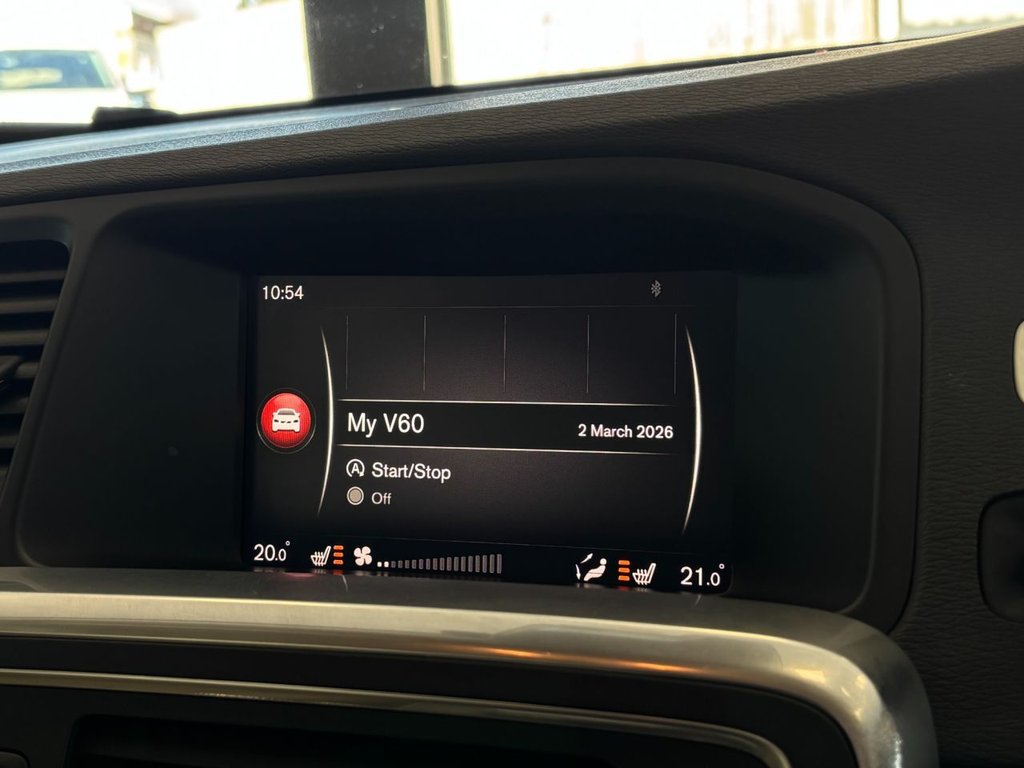 10:54
My V60
2 March 2026
A Start/Stop
Off
20.0°
21.0°